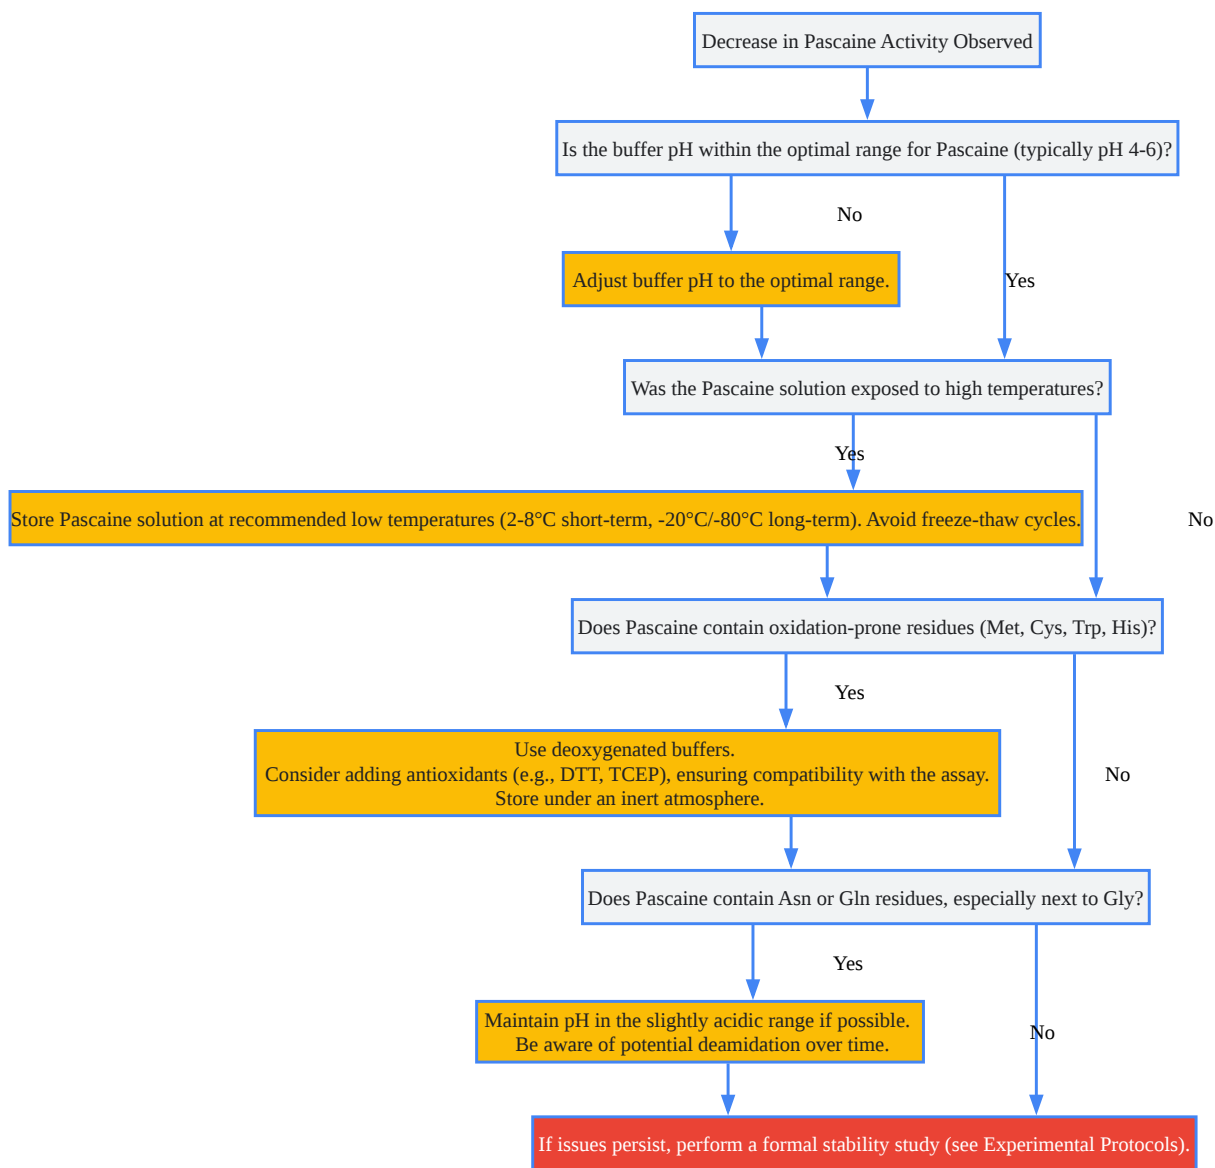 Decrease in Pascaine Activity Observed
Is the buffer pH within the optimal range for Pascaine (typically pH 4-6)?
No
Adjust buffer pH to the optimal range.
Yes
Was the Pascaine solution exposed to high temperatures?
Yes
Store Pascaine solution at recommended low temperatures (2-8°C short-term, -20°C/-80°C long-term). Avoid freeze-thaw cycles.
No
Does Pascaine contain oxidation-prone residues (Met, Cys, Trp, His)?
Yes
Use deoxygenated buffers.
Consider adding antioxidants (e.g., DTT, TCEP), ensuring compatibility with the assay.
Store under an inert atmosphere.
No
Does Pascaine contain Asn or Gln residues, especially next to Gly?
Yes
Maintain pH in the slightly acidic range if possible.
Be aware of potential deamidation over time.
No
If issues persist, perform a formal stability study (see Experimental Protocols).